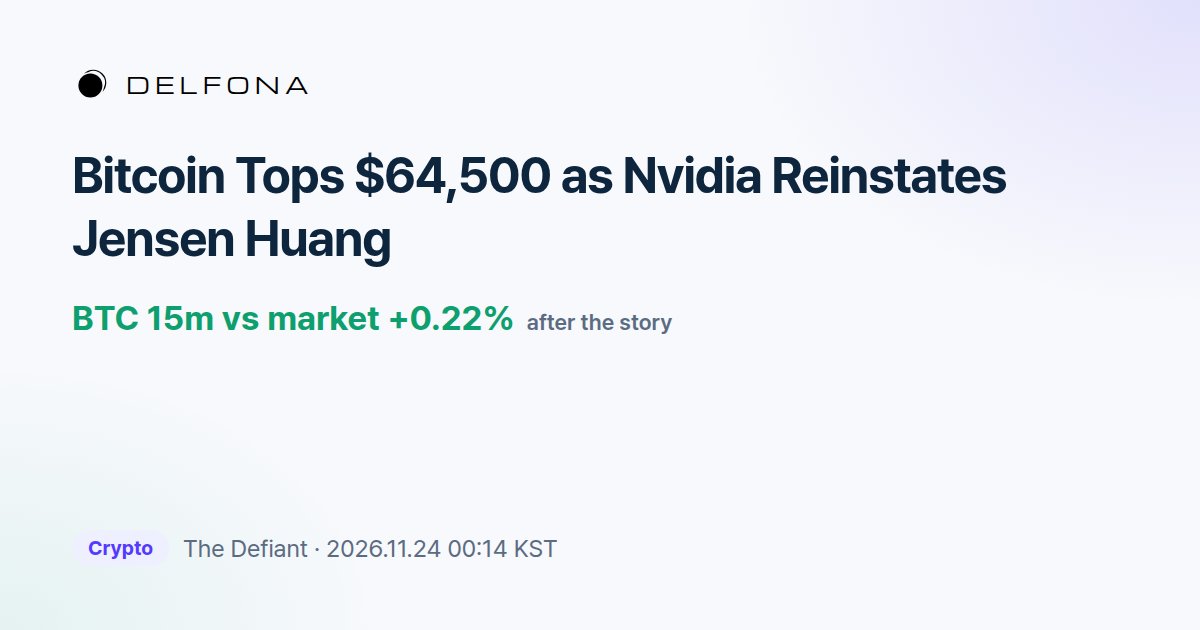 DELFONA
Bitcoin Tops $64,500 as Nvidia Reinstates
Jensen Huang
BTC 15m vs market +0.22% after the story
Crypto The Defiant · 2026.11.24 00:14 KST